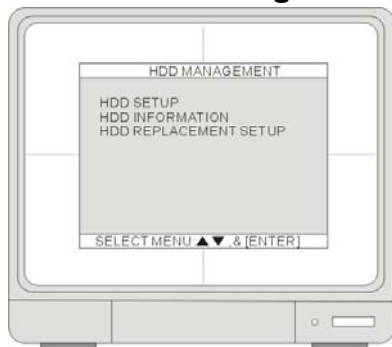 HDD MANAGEMENT
HDD SETUP
HDD INFORMATION
HDD REPLACEMENT SETUP
SELECT MENU ▲▼ ,& [ENTER]